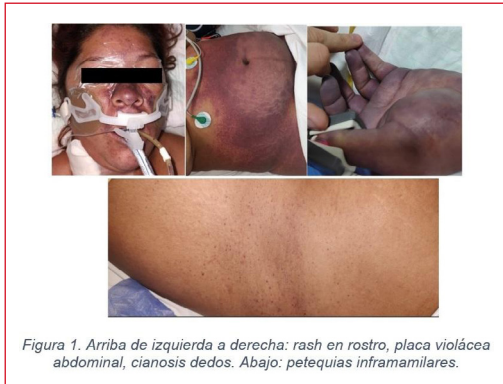 Figura 1. Arriba de izquierda a derecha: rash en rostro, placa violácea
abdominal, cianosis dedos. Abajo: petequias inframamilares.